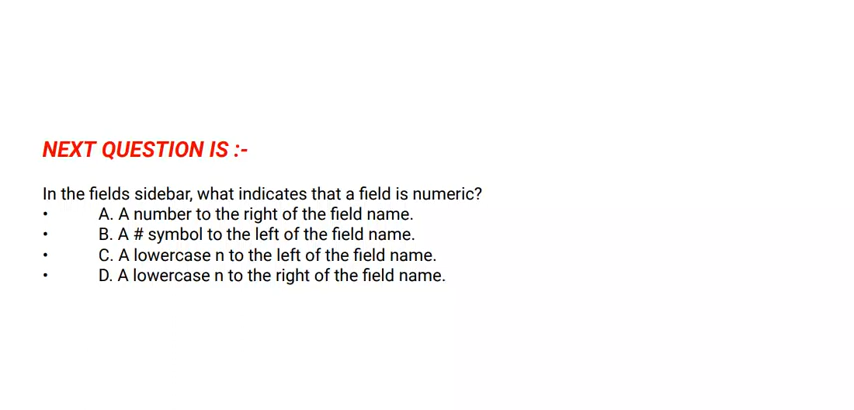 NEXT QUESTION IS :-
In the fields sidebar, what indicates that a field is numeric?
• A. A number to the right of the field name.
• B. A # symbol to the left of the field name.
• C. A lowercase n to the left of the field name.
• D. A lowercase n to the right of the field name.